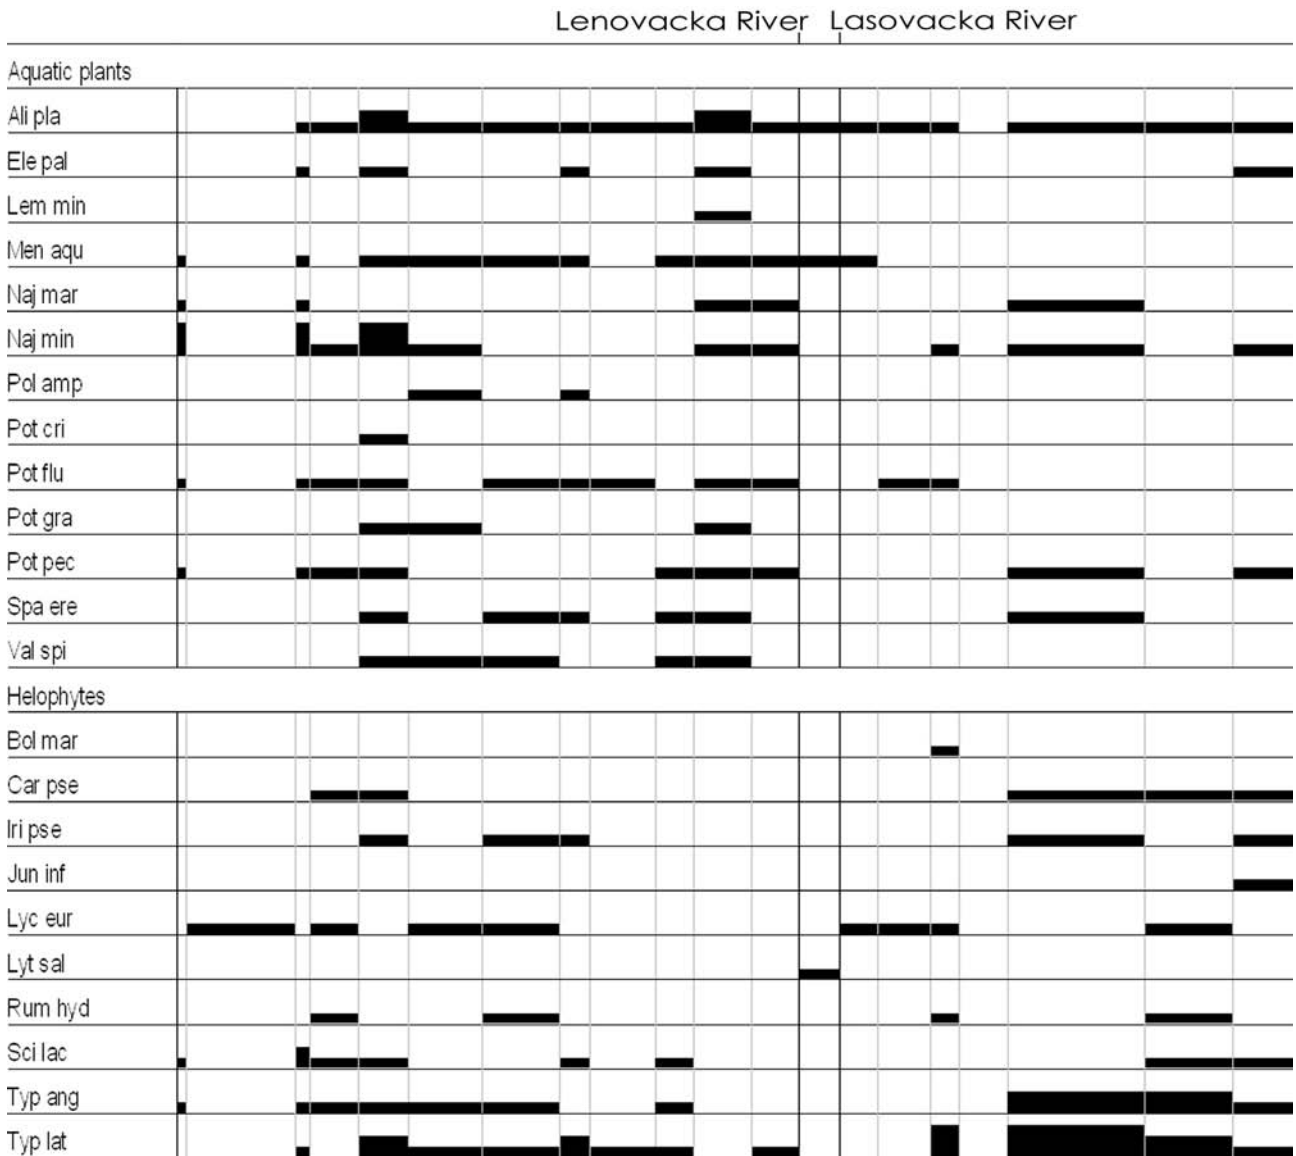 Lenovacka River Lasovacka River
Aquatic plants
Ali pla
Ele pal
Lem min
Men aqu
Naj mar
Naj min
Pol amp
Pot cri
Pot flu
Pot gra
Pot pec
Spa ere
Val spi
Helophytes
Bol mar
Car pse
Iri pse
Jun inf
Lyc eur
Lyt sal
Rum hyd
Sci lac
Typ ang
Typ lat